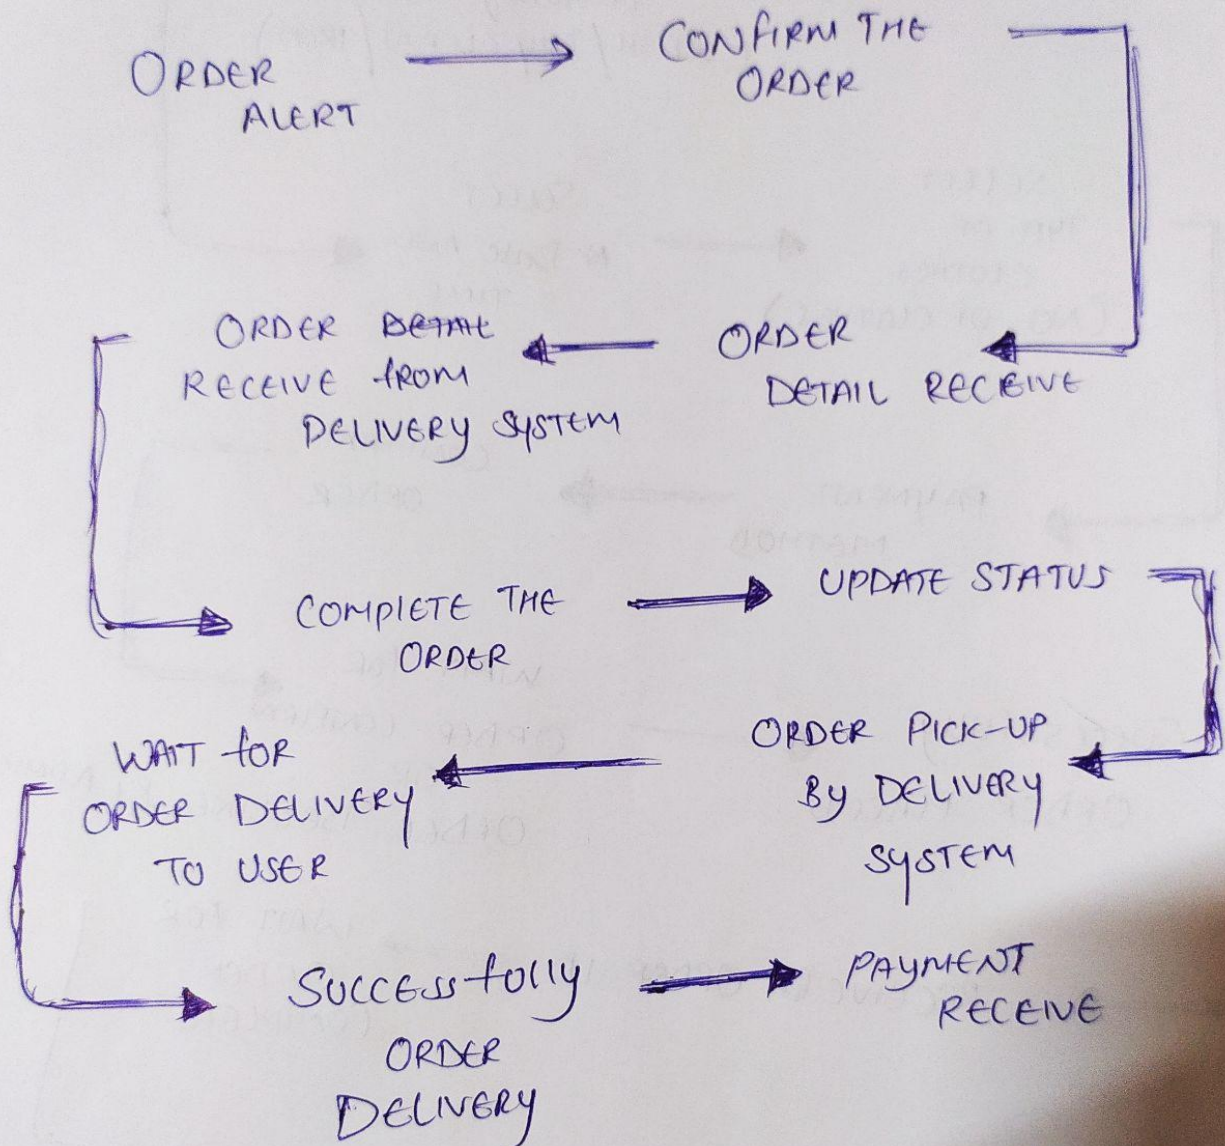 ORDER
ALERT
CONFIRM THE
ORDER
ORDER
DETAIL RECEIVE
ORDER DETAIL
RECEIVE from
DELIVERY SYSTEM
COMPLETE THE
ORDER
UPDATE STATUS
ORDER PICK-UP
By DELIVERY
SYSTEM
WAIT for
ORDER DELIVERY
TO USER
SUCCESSfully
ORDER
DELIVERY
PAYMENT
RECEIVE